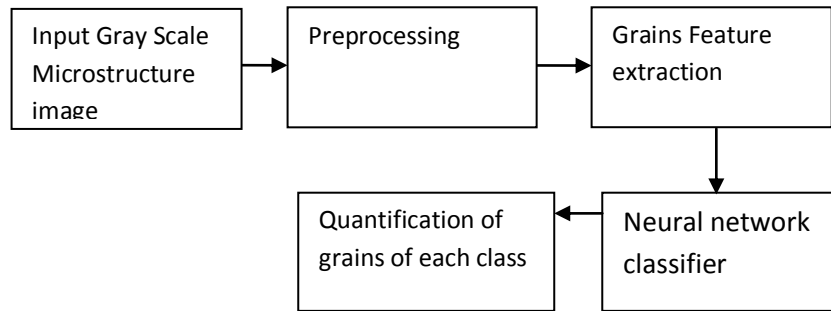 Input Gray Scale
Microstructure
image
Preprocessing
Grains Feature
extraction
Quantification of
grains of each class
Neural network
classifier